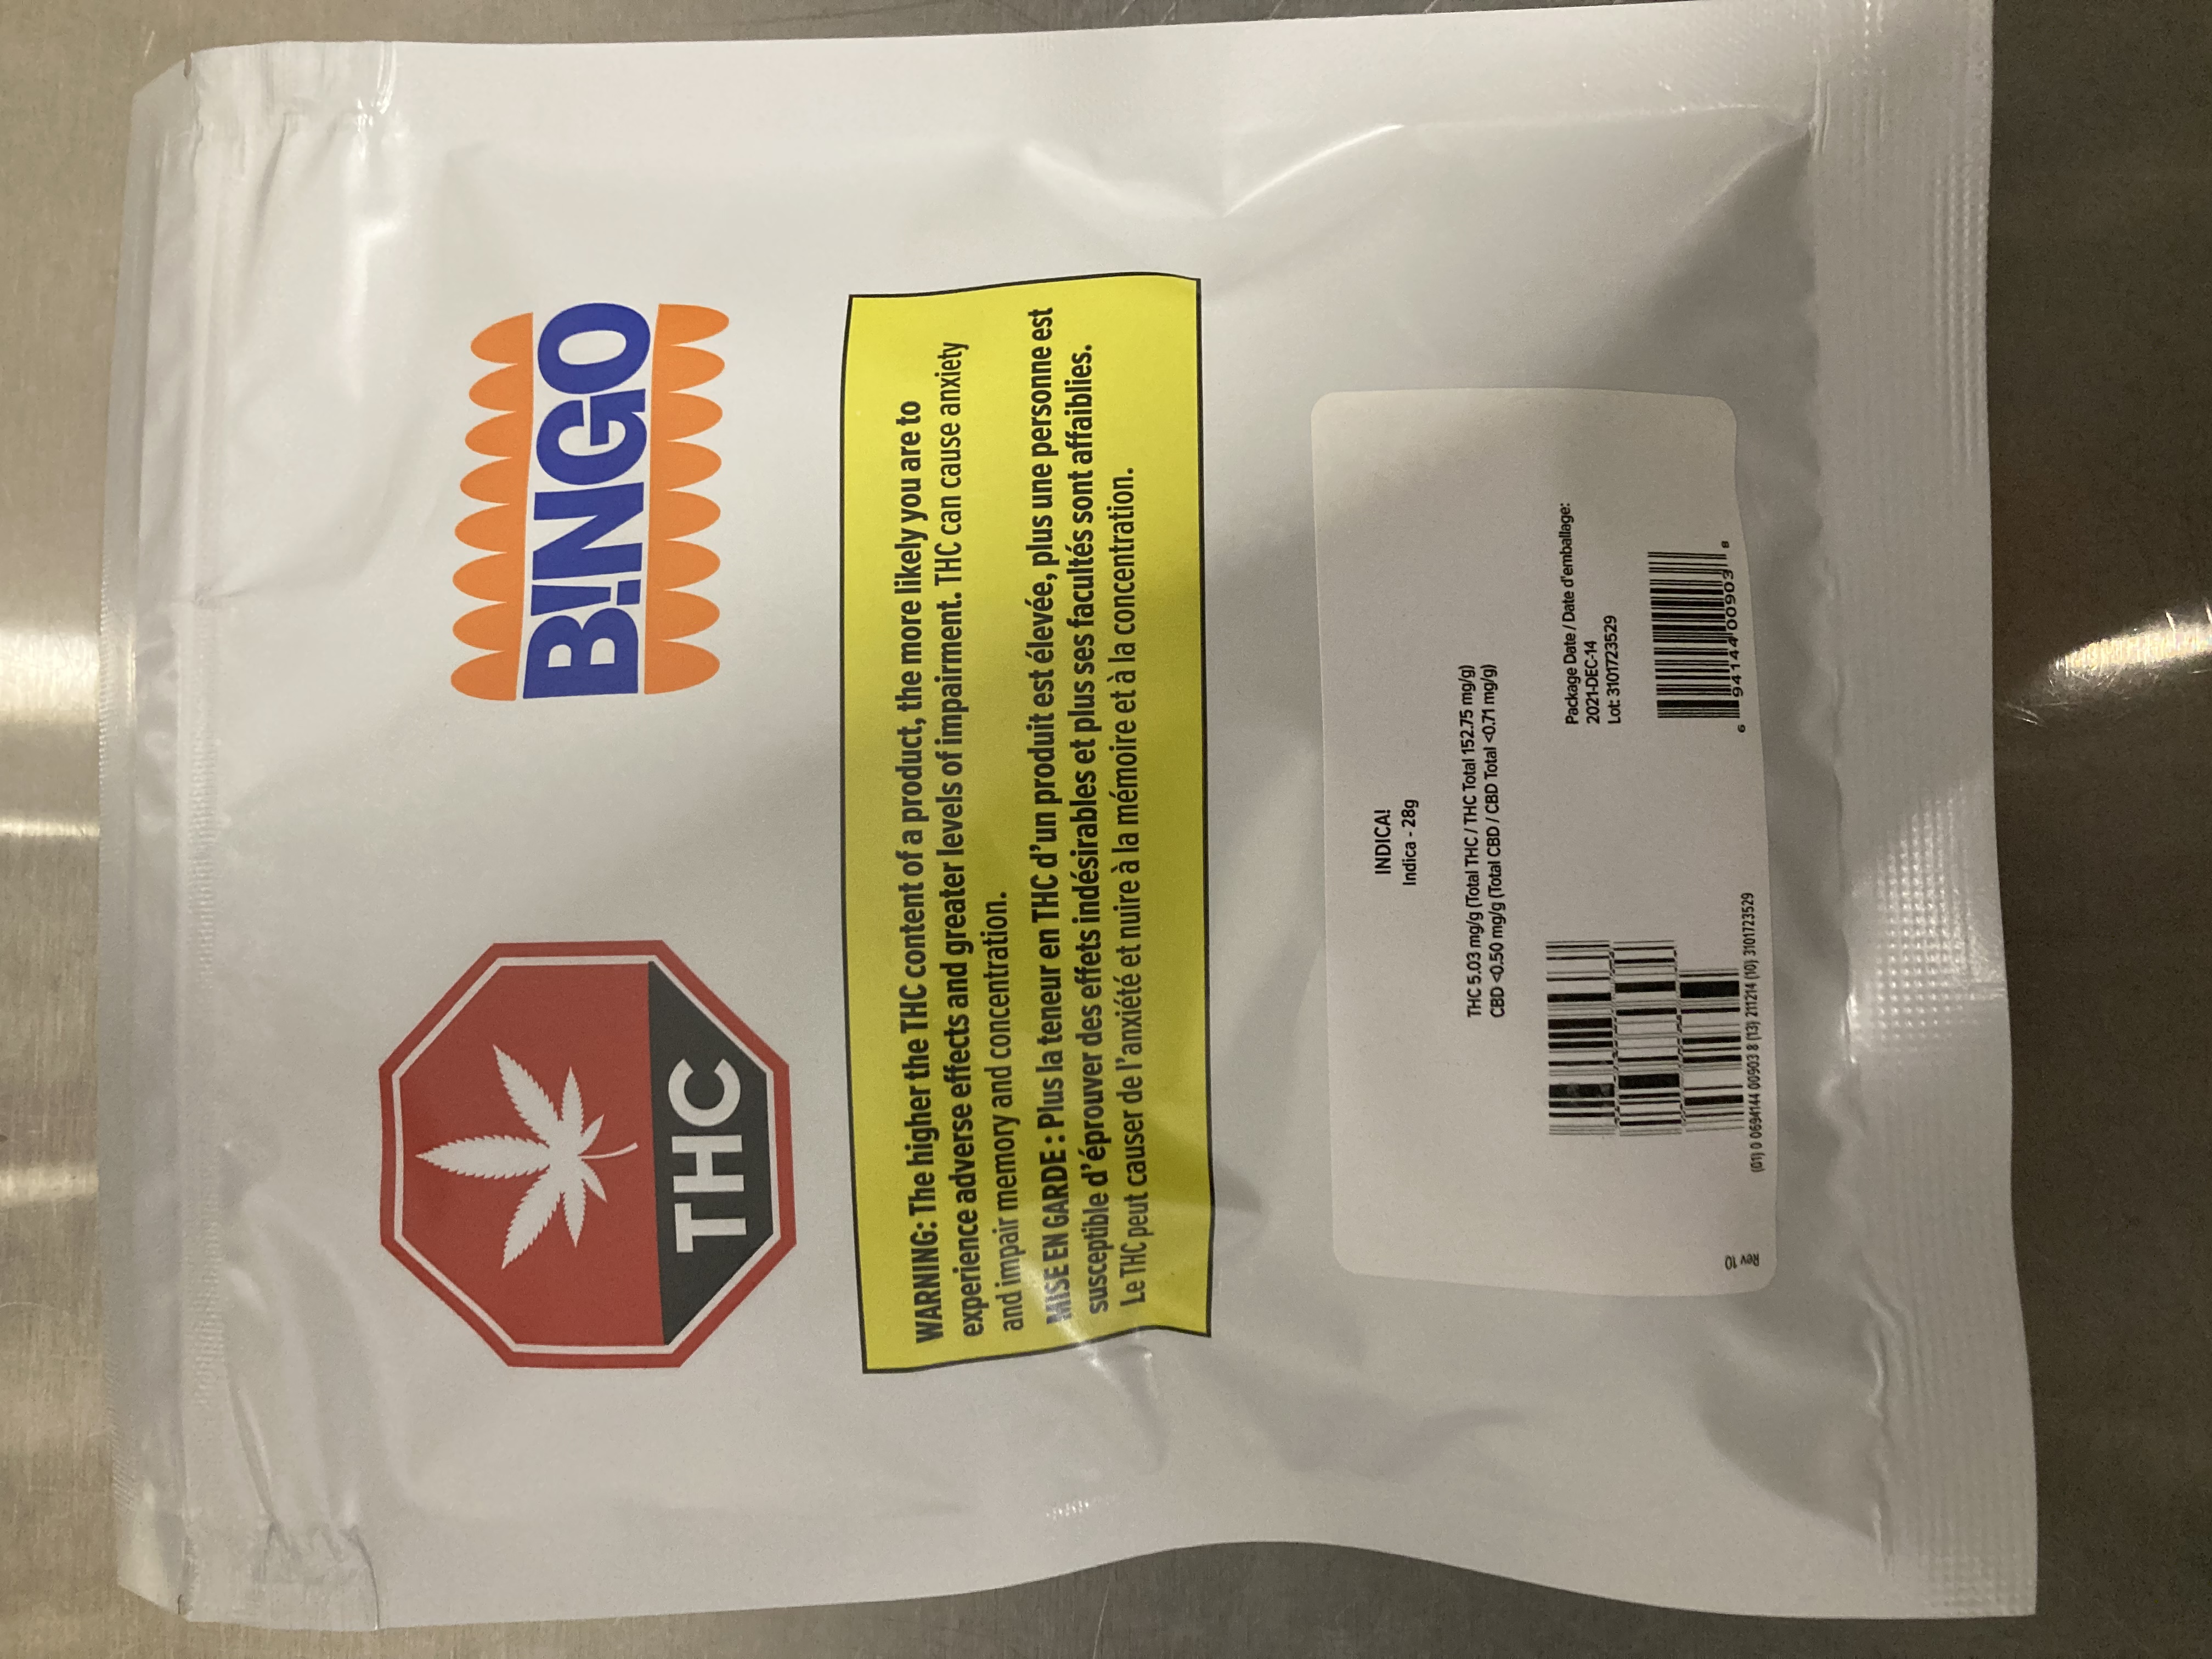 THC
B!NGO
WARNING: The higher the THC content of a product, the more likely you are to
experience adverse effects and greater levels of impairment. THC can cause anxiety
and impair memory and concentration.
MISE EN GARDE : Plus la teneur en THC d'un produit est élevée, plus une personne est
susceptible d'éprouver des effets indésirables et plus ses facultés sont affaiblies.
Le THC peut causer de l'anxiété et nuire à la mémoire et à la concentration.
INDICA!
Indica - 28g
THC 5.03 mg/g (Total THC / THC Total 152.75 mg/g)
CBD <0.50 mg/g (Total CBD / CBD Total <0.71 mg/g)
Package Date / Date d'emballage:
2021-DEC-14
Lot: 3101723529
Rev 10
(01) 0 0694144 00903 8 (13) 211214 (10) 3101723529
6 94144 00903 8